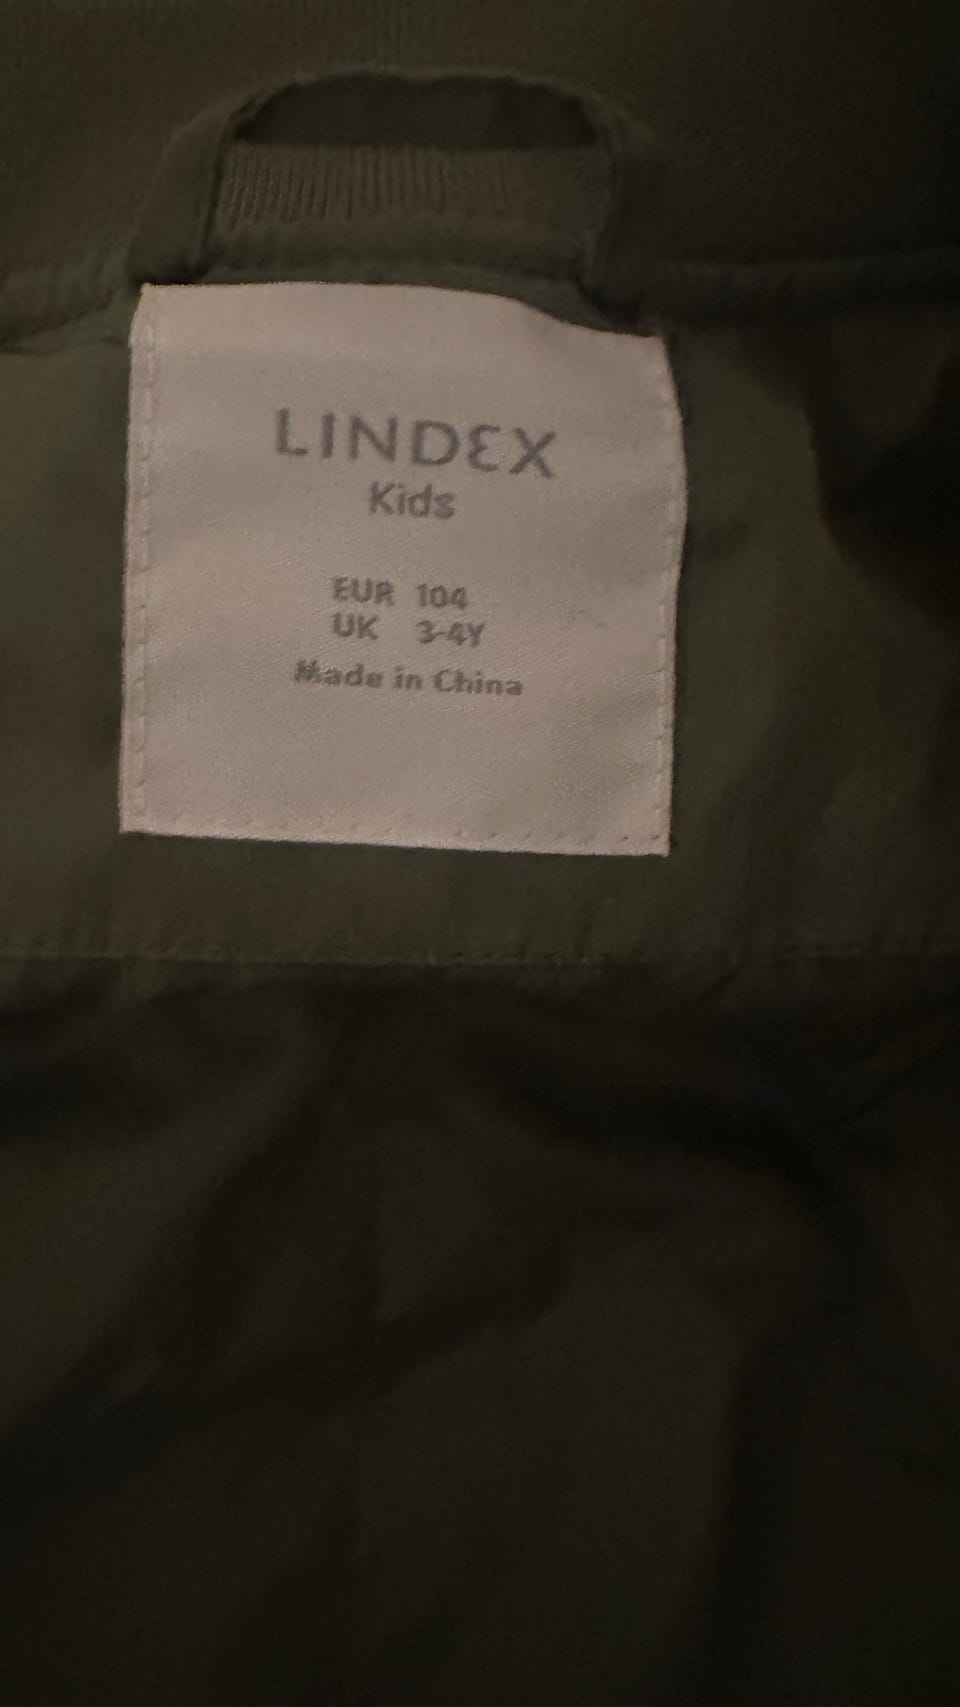 LINDEX
Kids
EUR 104
UK 3-4Y
Made in China